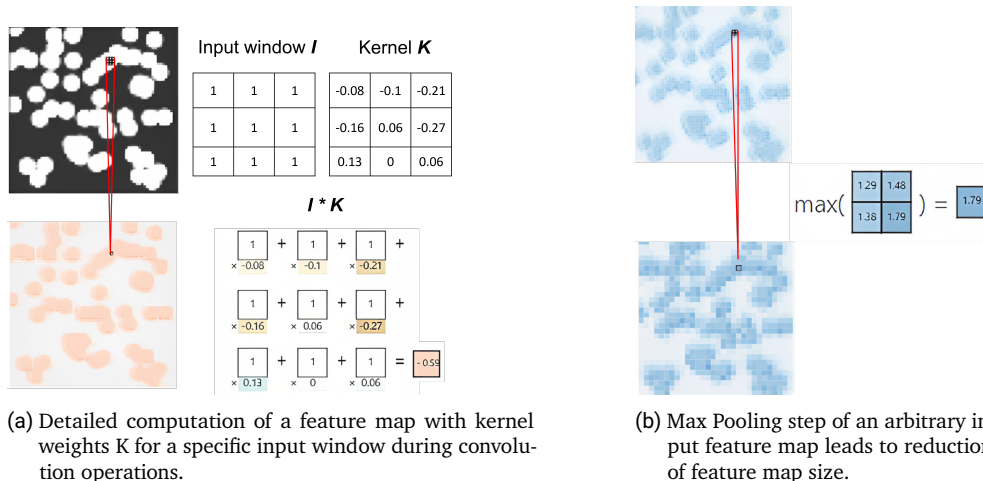 Input window I Kernel K
1 1 1 -0.08 -0.1 -0.21
1 1 1 -0.16 0.06 -0.27
1 1 1 0.13 0 0.06
I * K
1 + 1 + 1 +
× -0.08 × -0.1 × -0.21
1 + 1 + 1 +
× -0.16 × 0.06 × -0.27
1 + 1 + 1 = -0.59
× 0.13 × 0 × 0.06
(a) Detailed computation of a feature map with kernel
weights K for a specific input window during convolu-
tion operations.
1.29 1.48
max( ) = 1.79
1.38 1.79
(b) Max Pooling step of an arbitrary in
put feature map leads to reduction
of feature map size.